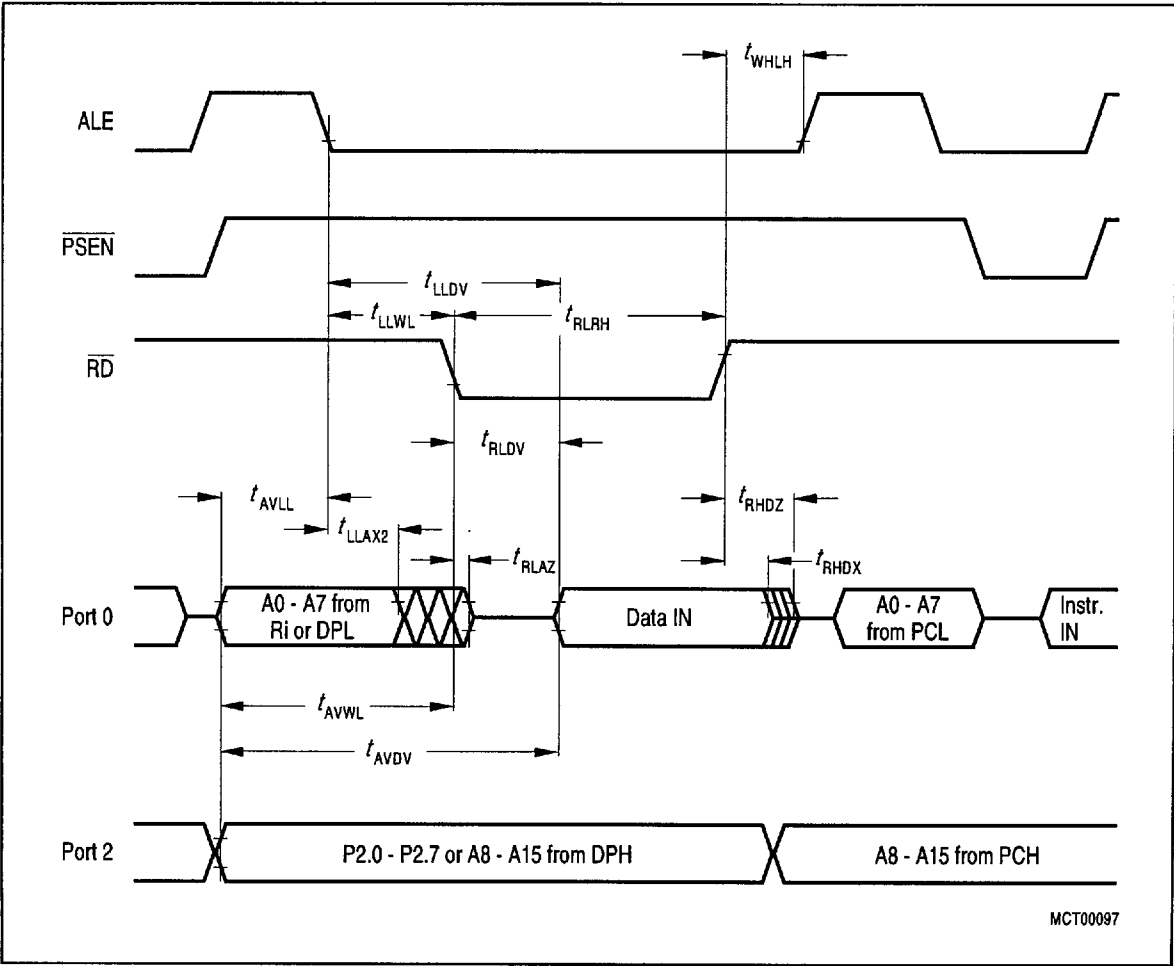 tWHLH
ALE
PSEN
tLLDV
tLLWL
tRLRH
RD
tRLDV
tAVLL
tRHDZ
tLLAX2
tRLAZ
tRHDX
Port 0
A0 - A7 from
Ri or DPL
Data IN
A0 - A7
from PCL
Instr.
IN
tAVWL
tAVDV
Port 2
P2.0 - P2.7 or A8 - A15 from DPH
A8 - A15 from PCH
MCT00097